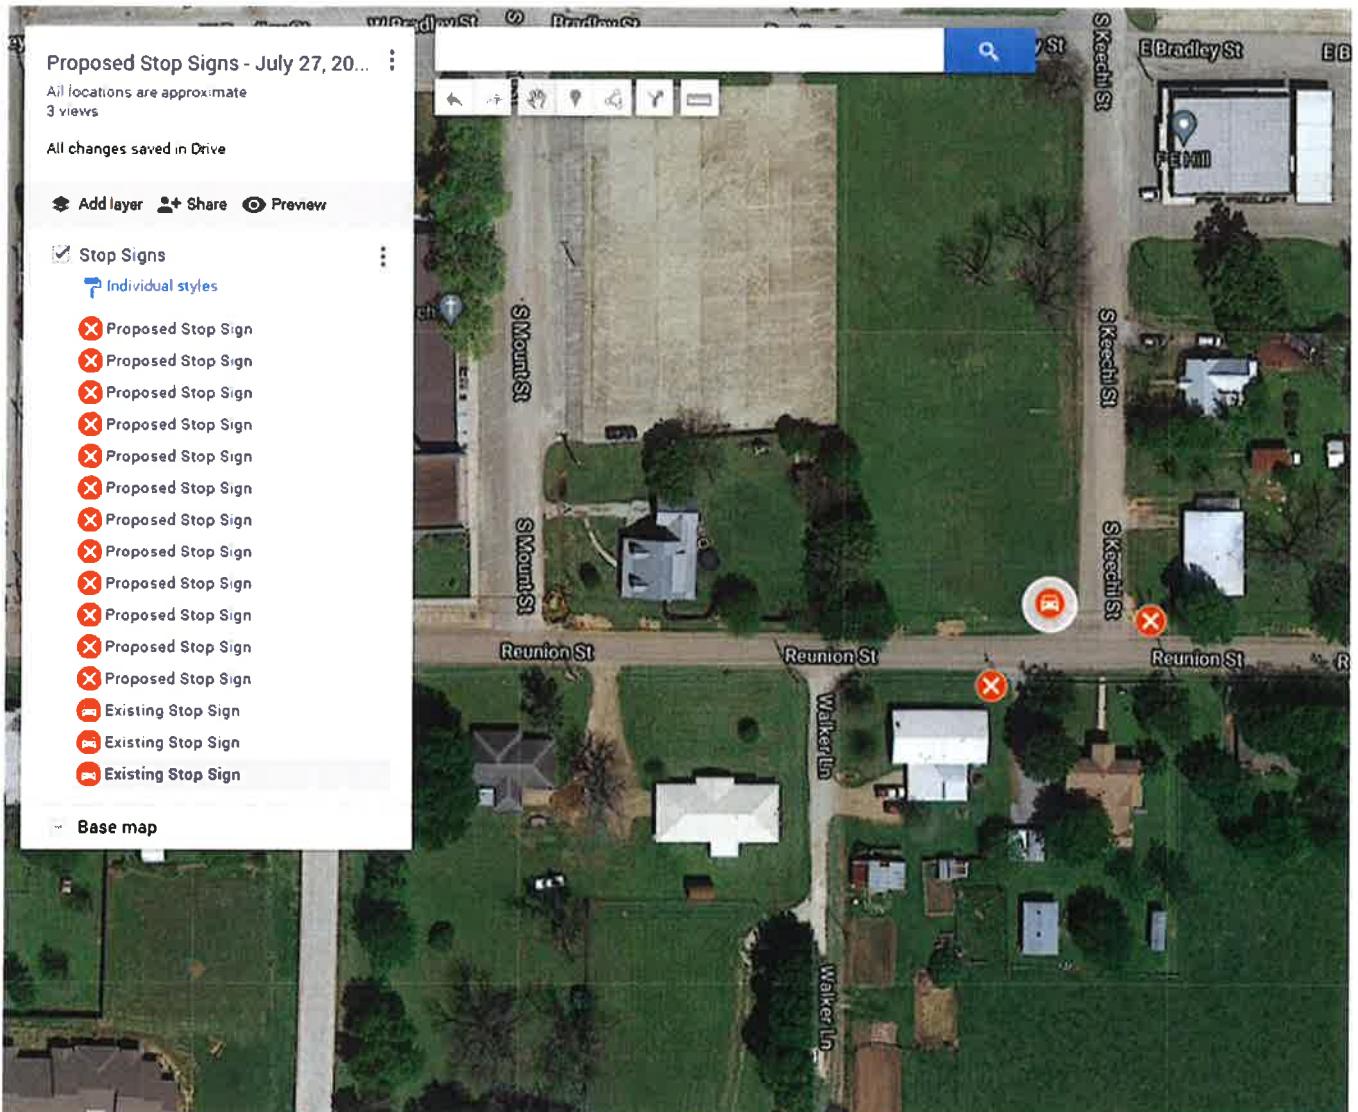 Proposed Stop Signs - July 27, 20...
All locations are approximate
3 views
All changes saved in Drive
Add layer
Share
Preview
Stop Signs
Individual styles
Proposed Stop Sign
Proposed Stop Sign
Proposed Stop Sign
Proposed Stop Sign
Proposed Stop Sign
Proposed Stop Sign
Proposed Stop Sign
Proposed Stop Sign
Proposed Stop Sign
Proposed Stop Sign
Proposed Stop Sign
Proposed Stop Sign
Existing Stop Sign
Existing Stop Sign
Existing Stop Sign
Base map
W Bradley St
S
Bradley St
y St
S Keechi St
E Bradley St
E B
F E Hill
ch
S Mount St
S Keechi St
S Mount St
S Keechi St
Reunion St
Reunion St
Reunion St
R
Walker Ln
Walker Ln